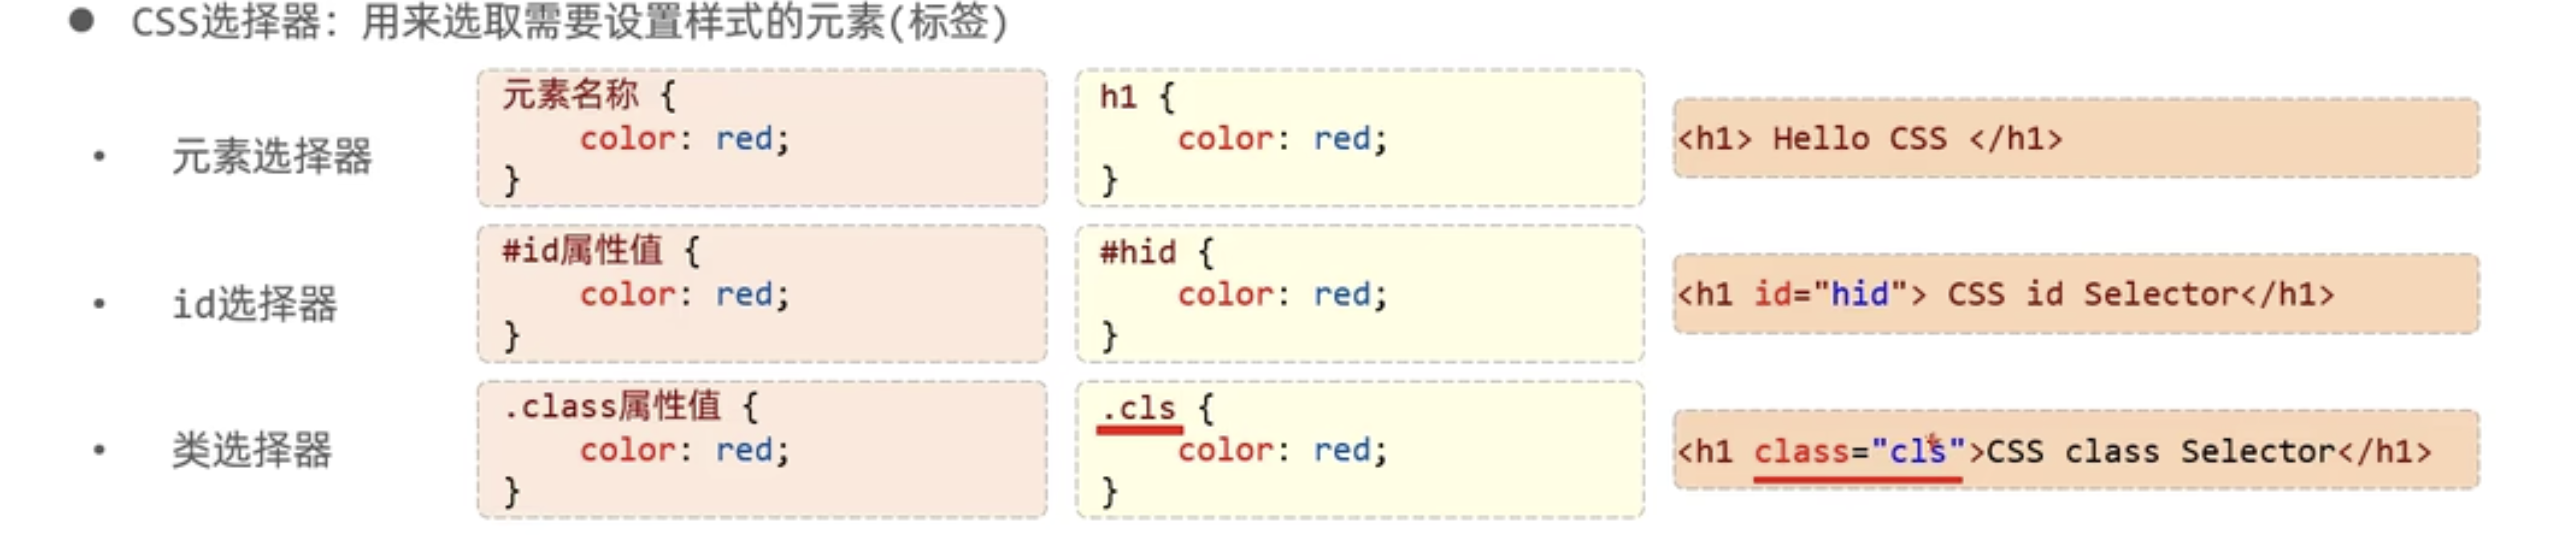 ● CSS选择器：用来选取需要设置样式的元素(标签)
• 元素选择器
元素名称 {
color: red;
}
h1 {
color: red;
}
<h1> Hello CSS </h1>
• id选择器
#id属性值 {
color: red;
}
#hid {
color: red;
}
<h1 id="hid"> CSS id Selector</h1>
• 类选择器
.class属性值 {
color: red;
}
.cls {
color: red;
}
<h1 class="cls">CSS class Selector</h1>